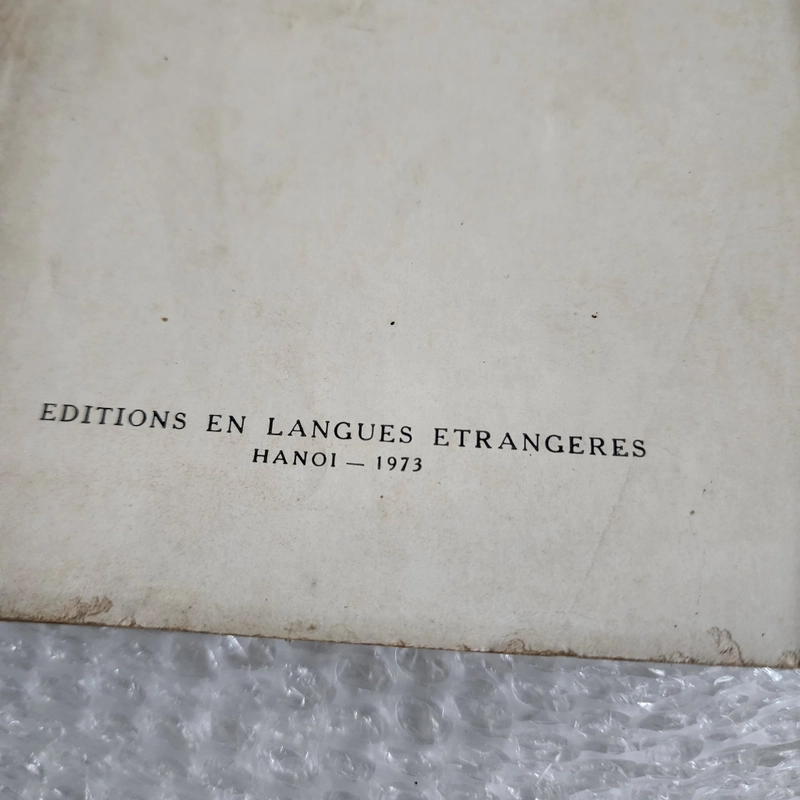 EDITIONS EN LANGUES ETRANGERES
HANOI — 1973